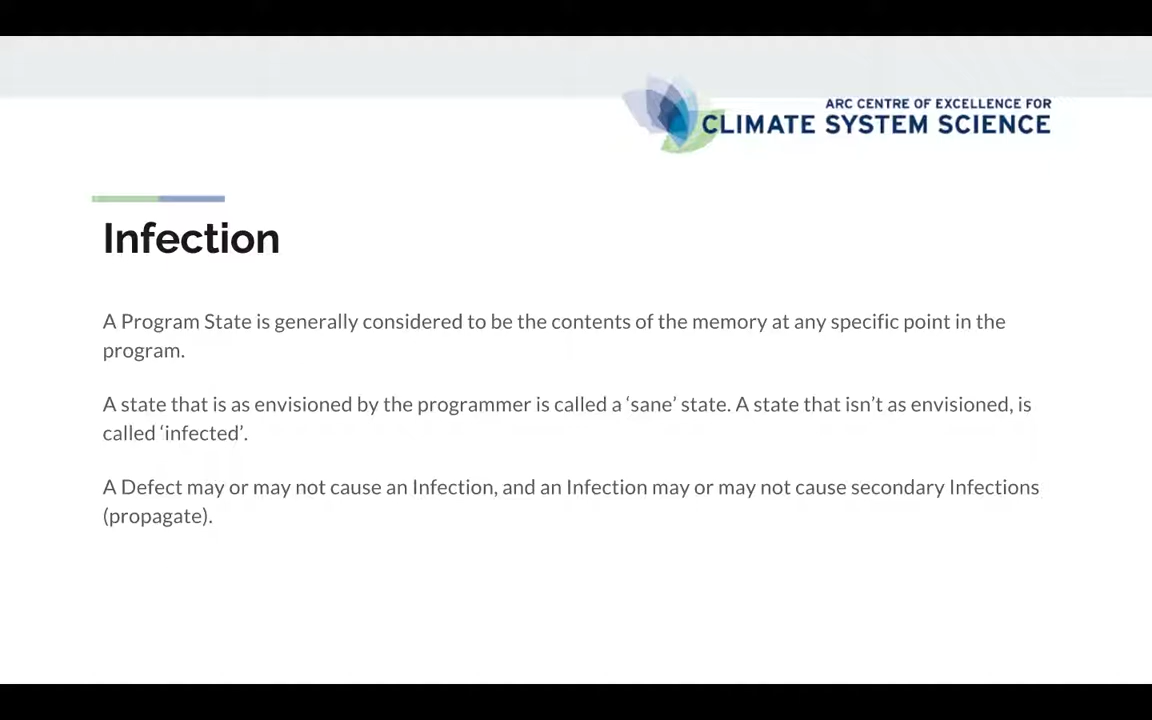 ARC CENTRE OF EXCELLENCE FOR
CLIMATE SYSTEM SCIENCE
Infection
A Program State is generally considered to be the contents of the memory at any specific point in the
program.
A state that is as envisioned by the programmer is called a ‘sane’ state. A state that isn’t as envisioned, is
called ‘infected’.
A Defect may or may not cause an Infection, and an Infection may or may not cause secondary Infections
(propagate).